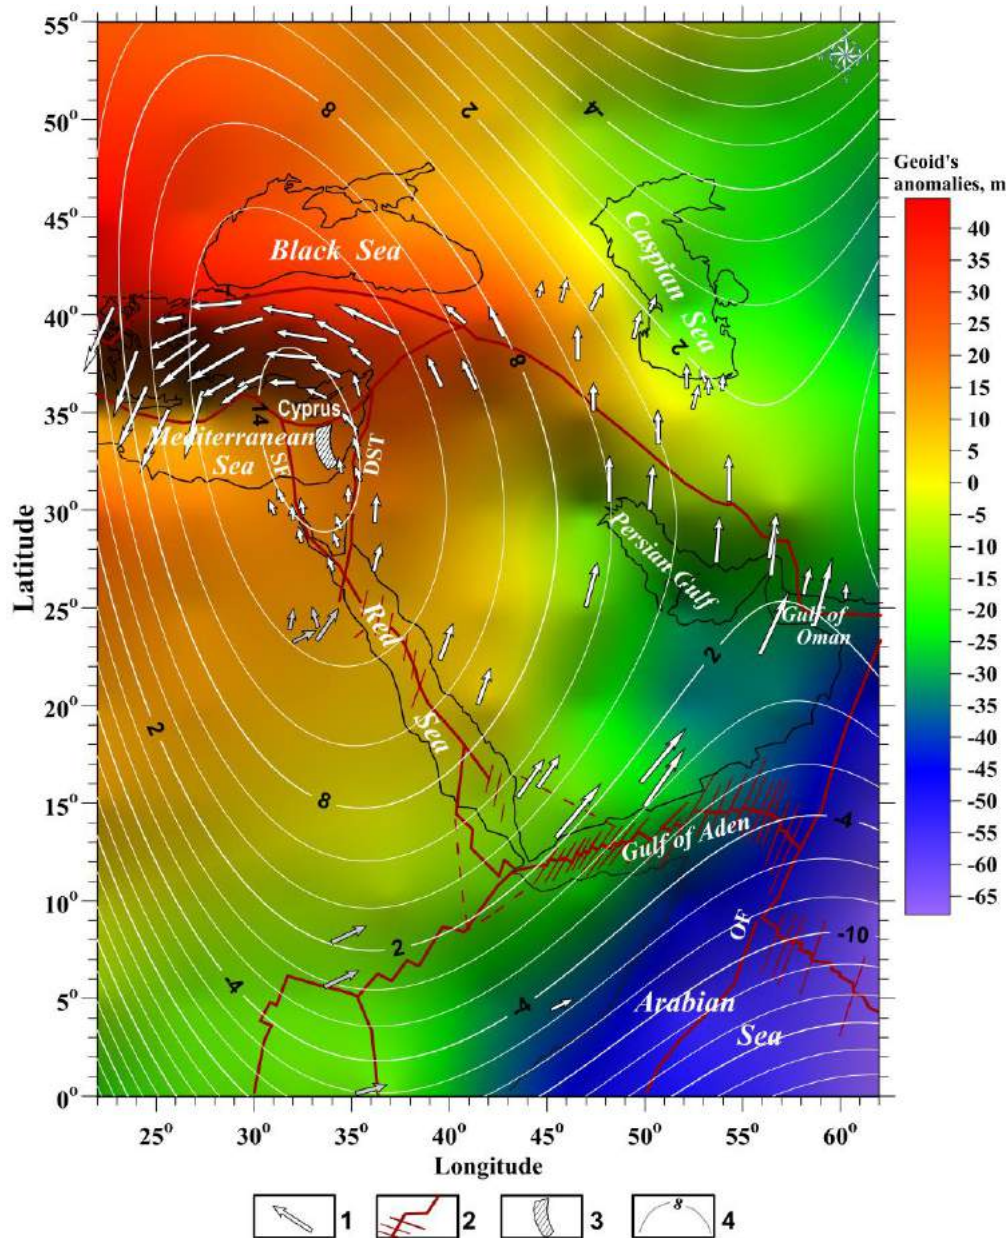 55°
50°
45°
40°
35°
30°
25°
20°
15°
10°
5°
0°
Latitude
25°
30°
35°
40°
45°
50°
55°
60°
Longitude
8
2
-4
Black Sea
Caspian
Sea
2
8
Cyprus
14
Mediterranean
Sea
SF
DST
Persian Gulf
Gulf of
Oman
2
Red
Sea
2
8
Gulf of Aden
-4
2
OF
-10
-4
-4
Arabian
Sea
Geoid's
anomalies, m
40
35
30
25
20
15
10
5
0
-5
-10
-15
-20
-25
-30
-35
-40
-45
-50
-55
-60
-65
1
2
3
8
4